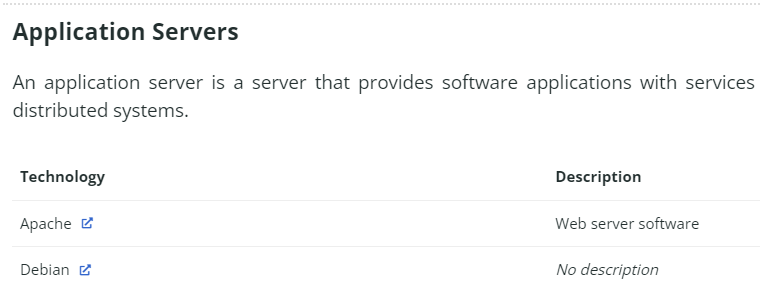 Application Servers
An application server is a server that provides software applications with services
distributed systems.
Technology Description
Apache Web server software
Debian No description